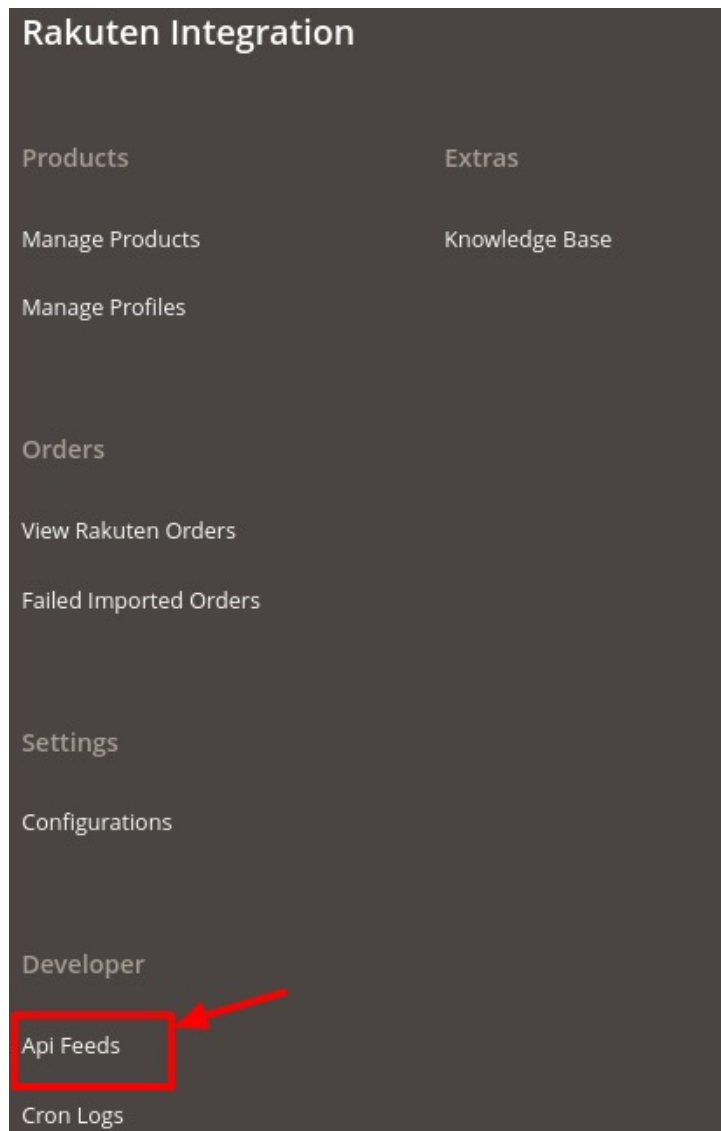 Rakuten Integration
Products
Manage Products
Manage Profiles
Orders
View Rakuten Orders
Failed Imported Orders
Settings
Configurations
Developer
Api Feeds
Cron Logs
Extras
Knowledge Base